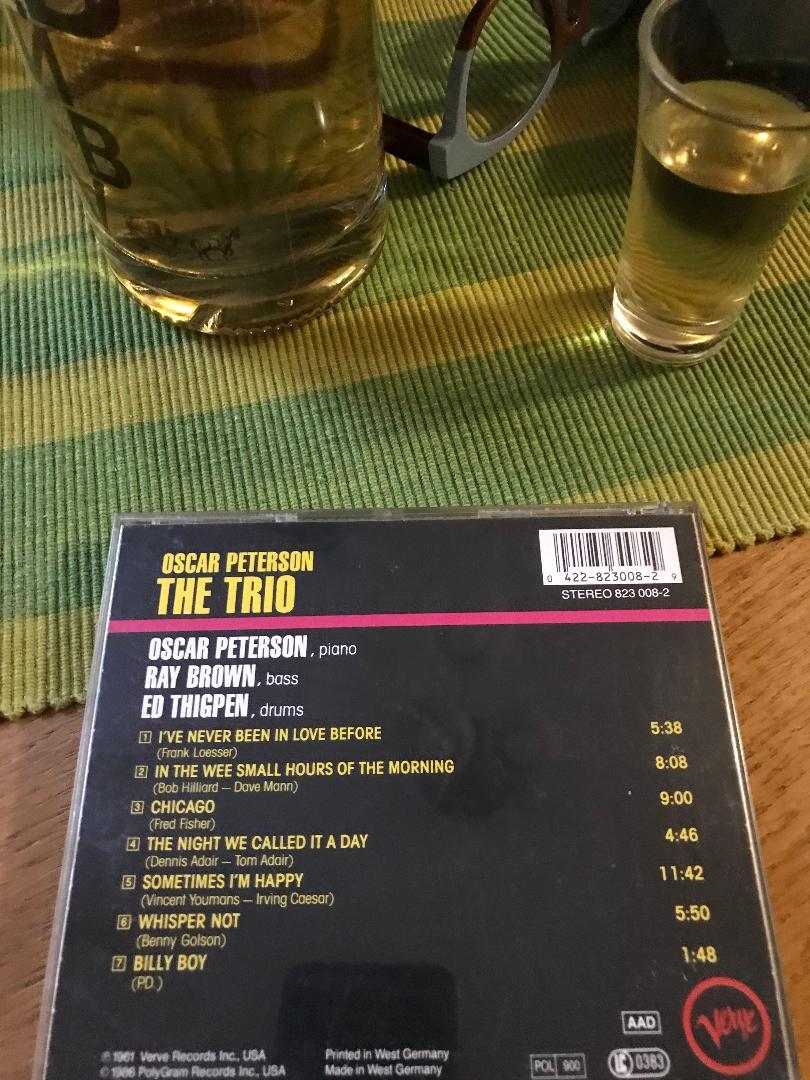 OSCAR PETERSON
THE TRIO
0 422-823008-2 9
STEREO 823 008-2
OSCAR PETERSON, piano
RAY BROWN, bass
ED THIGPEN, drums
1 I'VE NEVER BEEN IN LOVE BEFORE 5:38
(Frank Loesser)
2 IN THE WEE SMALL HOURS OF THE MORNING 8:08
(Bob Hilliard – Dave Mann)
3 CHICAGO 9:00
(Fred Fisher)
4 THE NIGHT WE CALLED IT A DAY 4:46
(Dennis Adair – Tom Adair)
5 SOMETIMES I'M HAPPY 11:42
(Vincent Youmans – Irving Caesar)
6 WHISPER NOT 5:50
(Benny Golson)
7 BILLY BOY 1:48
(P.D.)
AAD
Verve
℗ 1961 Verve Records Inc., USA Printed in West Germany
© 1986 PolyGram Records Inc., USA Made in West Germany
POL 900
LC 0383